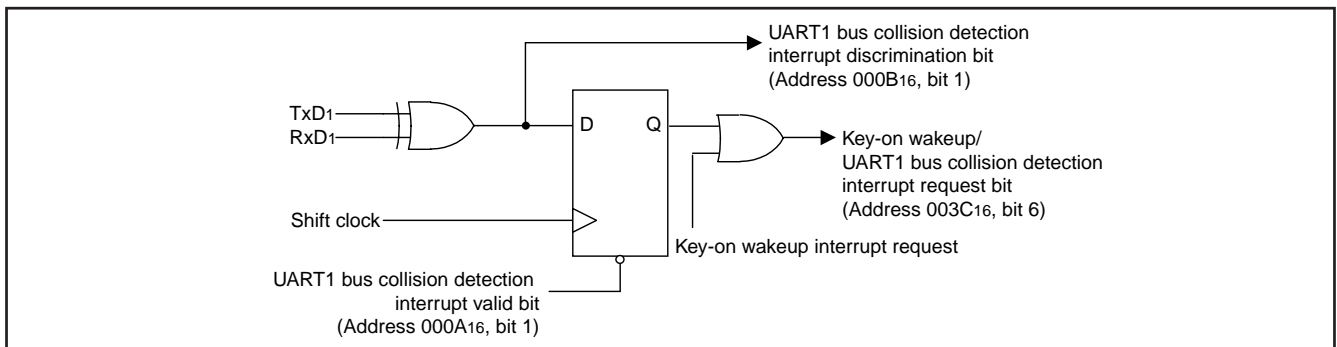 UART1 bus collision detection
interrupt discrimination bit
(Address 000B16, bit 1)
TxD1
RxD1
D
Q
Key-on wakeup/
UART1 bus collision detection
interrupt request bit
(Address 003C16, bit 6)
Shift clock
Key-on wakeup interrupt request
UART1 bus collision detection
interrupt valid bit
(Address 000A16, bit 1)